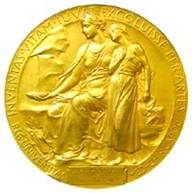 INVENTAS VITAM IUVAT EXCOLUISSE PER ARTES